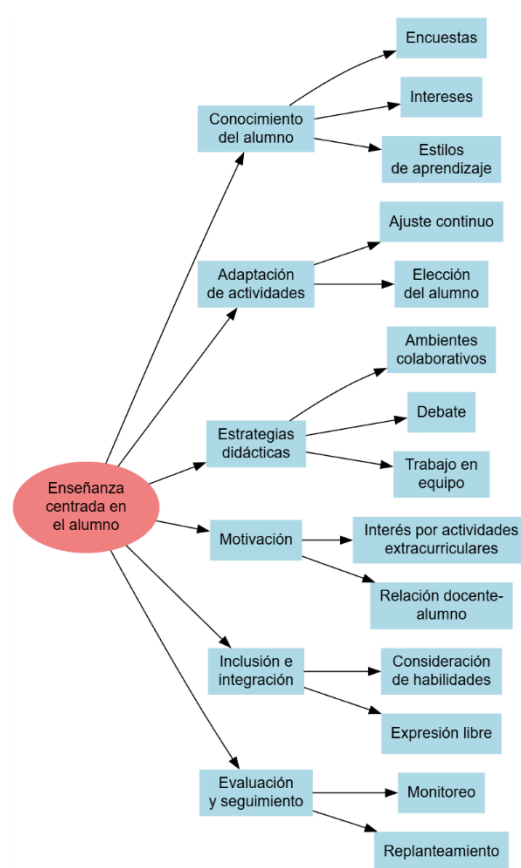 Encuestas
Intereses
Conocimiento
del alumno
Estilos
de aprendizaje
Ajuste continuo
Adaptación
de actividades
Elección
del alumno
Ambientes
colaborativos
Debate
Estrategias
didácticas
Trabajo en
equipo
Enseñanza
centrada en
el alumno
Motivación
Interés por actividades
extracurriculares
Relación docente-
alumno
Inclusión e
integración
Consideración
de habilidades
Expresión libre
Evaluación
y seguimiento
Monitoreo
Replanteamiento